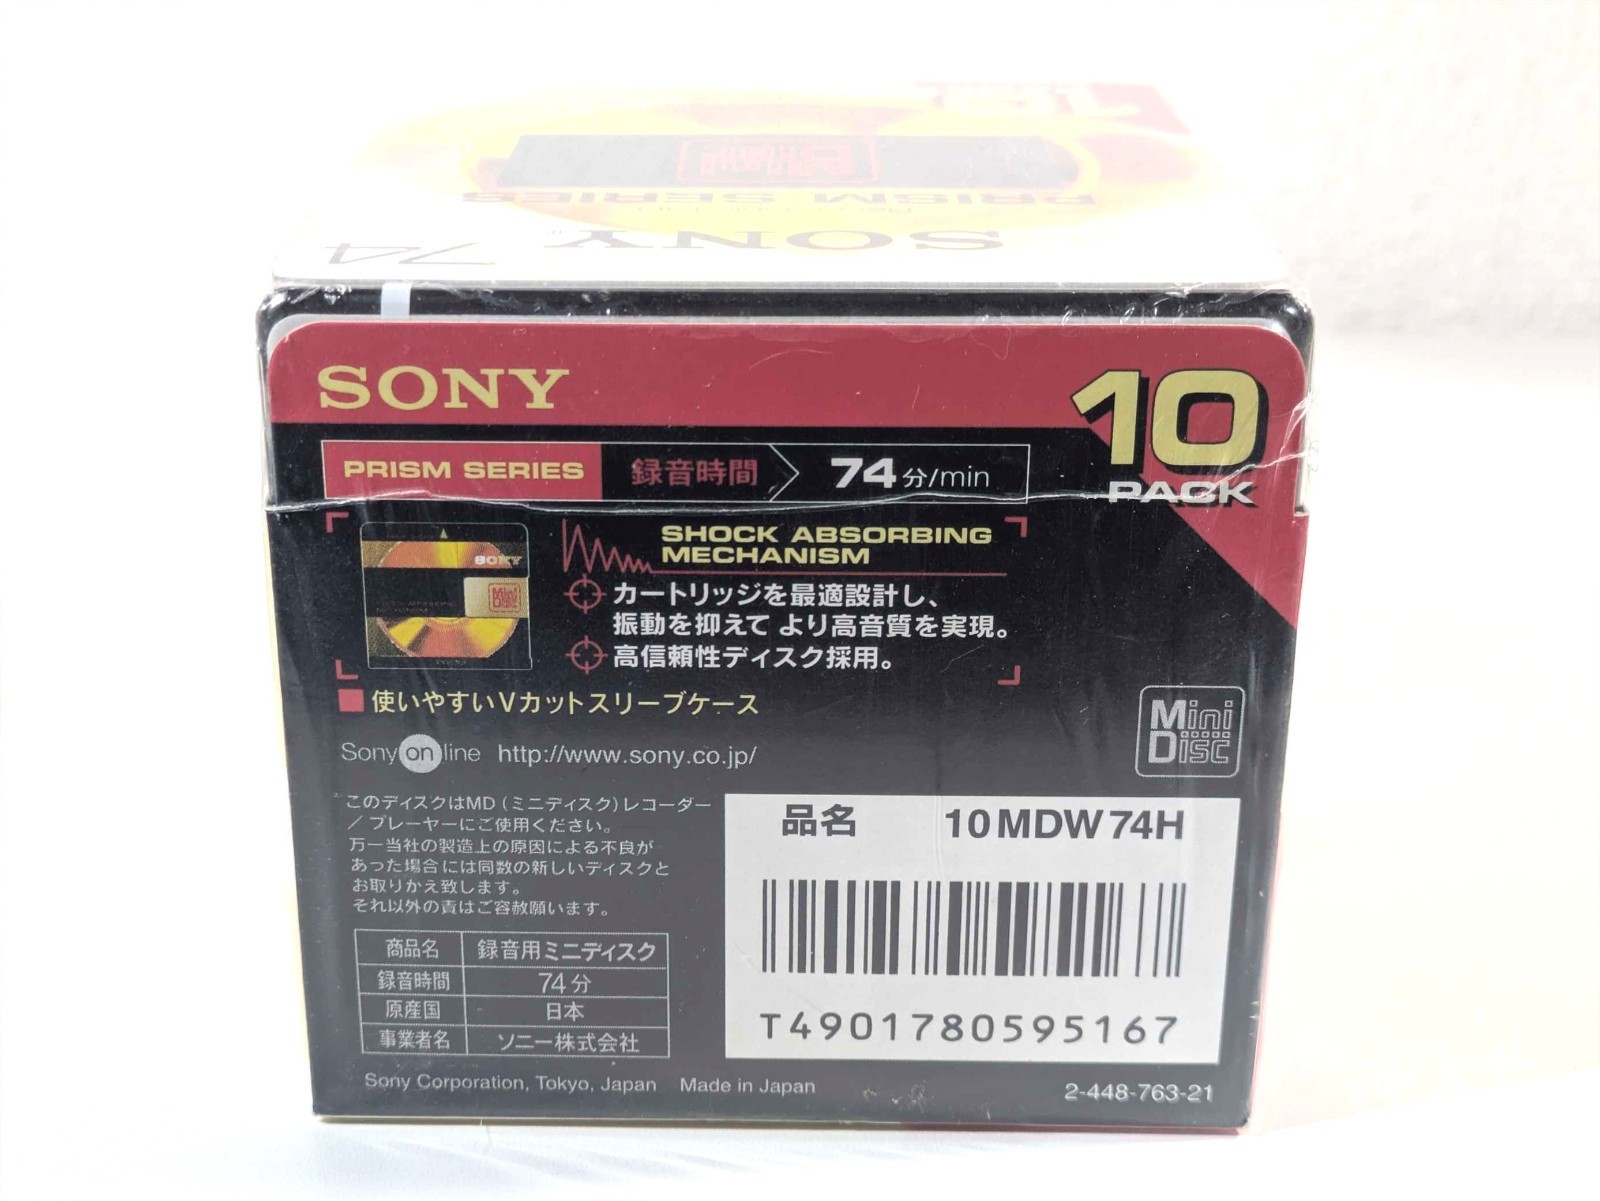 10
MiniDisc
PRISM SERIES
SONY 74
SONY
10
PACK
PRISM SERIES 録音時間 74分/min
SONY
Mini
Disc
SHOCK ABSORBING
MECHANISM
カートリッジを最適設計し、
振動を抑えて より高音質を実現。
高信頼性ディスク採用。
■使いやすいVカットスリーブケース
Mini
Disc
Sony on line http://www.sony.co.jp/
このディスクはMD(ミニディスク)レコーダー
/プレーヤーにご使用ください。
万一当社の製造上の原因による不良が
あった場合には同数の新しいディスクと
お取りかえ致します。
それ以外の責はご容赦願います。
品名 10MDW74H
T4901780595167
商品名 録音用ミニディスク
録音時間 74分
原産国 日本
事業者名 ソニー株式会社
Sony Corporation, Tokyo, Japan Made in Japan
2-448-763-21